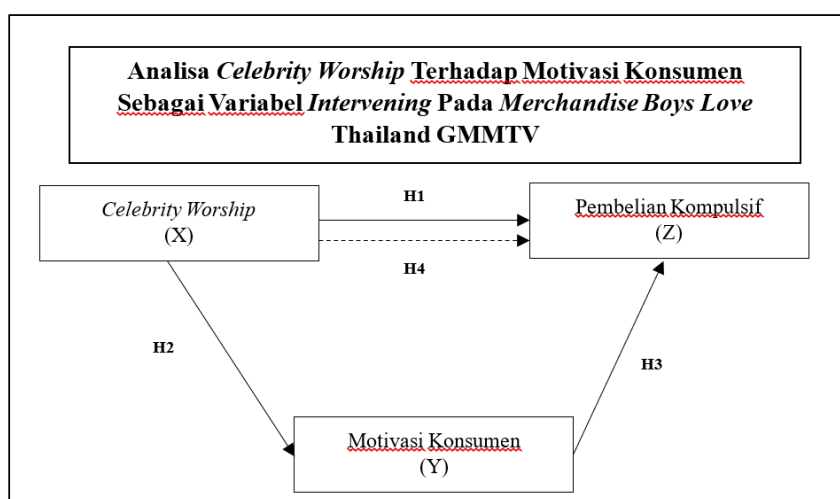 Analisa Celebrity Worship Terhadap Motivasi Konsumen
Sebagai Variabel Intervening Pada Merchandise Boys Love
Thailand GMMTV
Celebrity Worship
(X)
H1
Pembelian Kompulsif
(Z)
H4
H2
H3
Motivasi Konsumen
(Y)